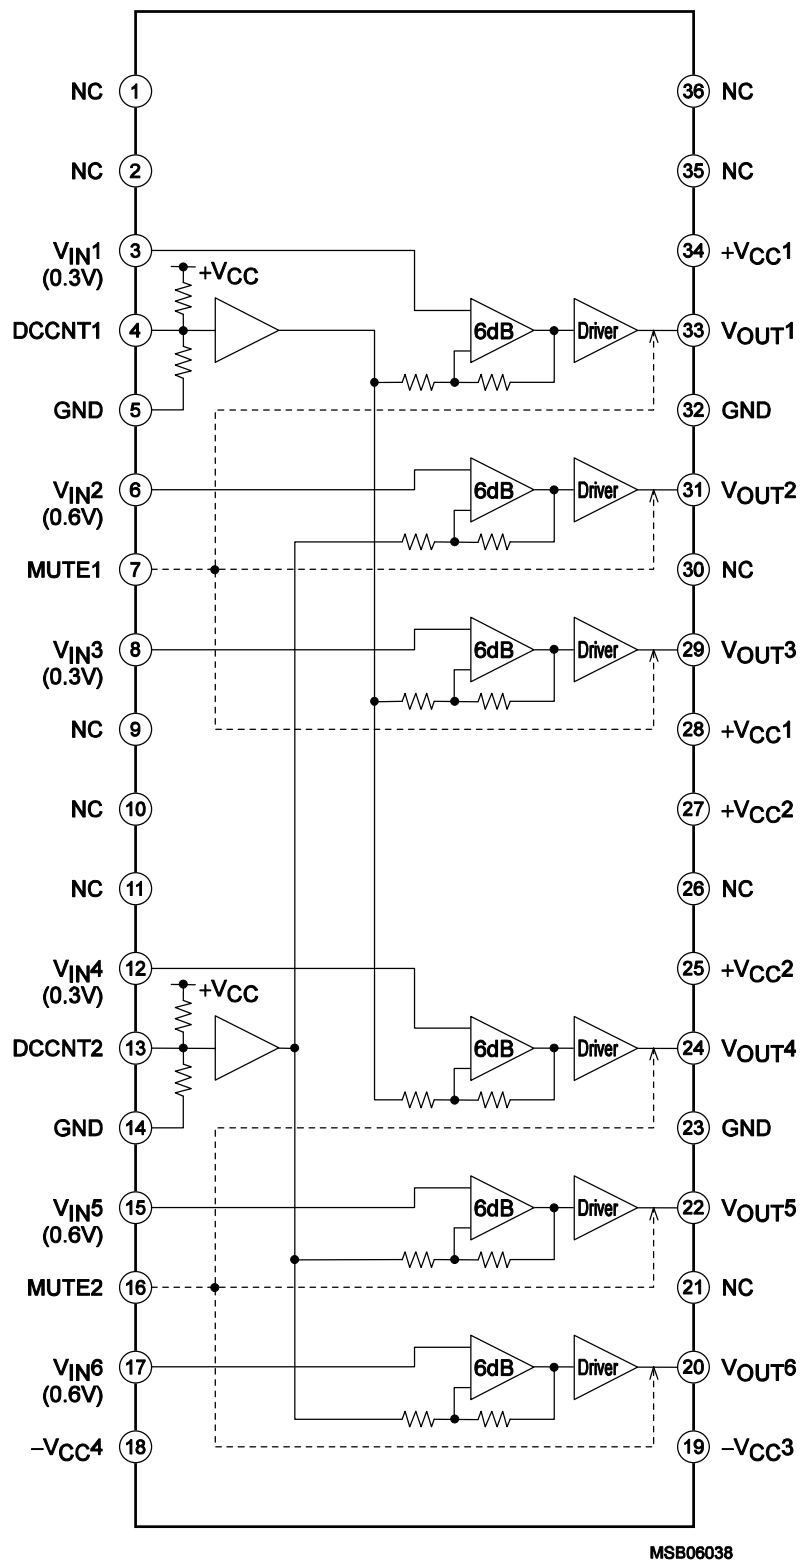 NC 1 36 NC
NC 2 35 NC
VIN1 3 34 +VCC1
(0.3V) +VCC
DCCNT1 4 6dB Driver 33 VOUT1
GND 5 32 GND
VIN2 6 6dB Driver 31 VOUT2
(0.6V)
MUTE1 7 30 NC
VIN3 8 6dB Driver 29 VOUT3
(0.3V)
NC 9 28 +VCC1
NC 10 27 +VCC2
NC 11 26 NC
VIN4 12 25 +VCC2
(0.3V) +VCC
DCCNT2 13 6dB Driver 24 VOUT4
GND 14 23 GND
VIN5 15 6dB Driver 22 VOUT5
(0.6V)
MUTE2 16 21 NC
VIN6 17 6dB Driver 20 VOUT6
(0.6V)
–VCC4 18 19 –VCC3
MSB06038